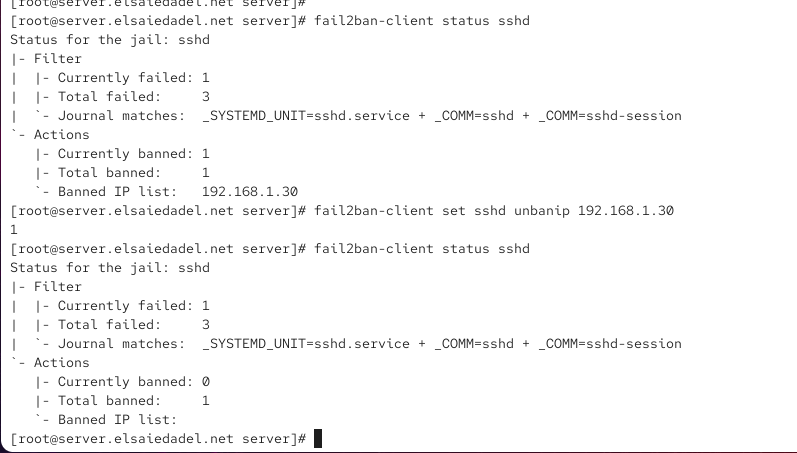 [root@server.elsaiedadel.net server]#
[root@server.elsaiedadel.net server]# fail2ban-client status sshd
Status for the jail: sshd
|- Filter
|  |- Currently failed: 1
|  |- Total failed:     3
|  `- Journal matches:  _SYSTEMD_UNIT=sshd.service + _COMM=sshd + _COMM=sshd-session
`- Actions
   |- Currently banned: 1
   |- Total banned:     1
   `- Banned IP list:   192.168.1.30
[root@server.elsaiedadel.net server]# fail2ban-client set sshd unbanip 192.168.1.30
1
[root@server.elsaiedadel.net server]# fail2ban-client status sshd
Status for the jail: sshd
|- Filter
|  |- Currently failed: 1
|  |- Total failed:     3
|  `- Journal matches:  _SYSTEMD_UNIT=sshd.service + _COMM=sshd + _COMM=sshd-session
`- Actions
   |- Currently banned: 0
   |- Total banned:     1
   `- Banned IP list:
[root@server.elsaiedadel.net server]#